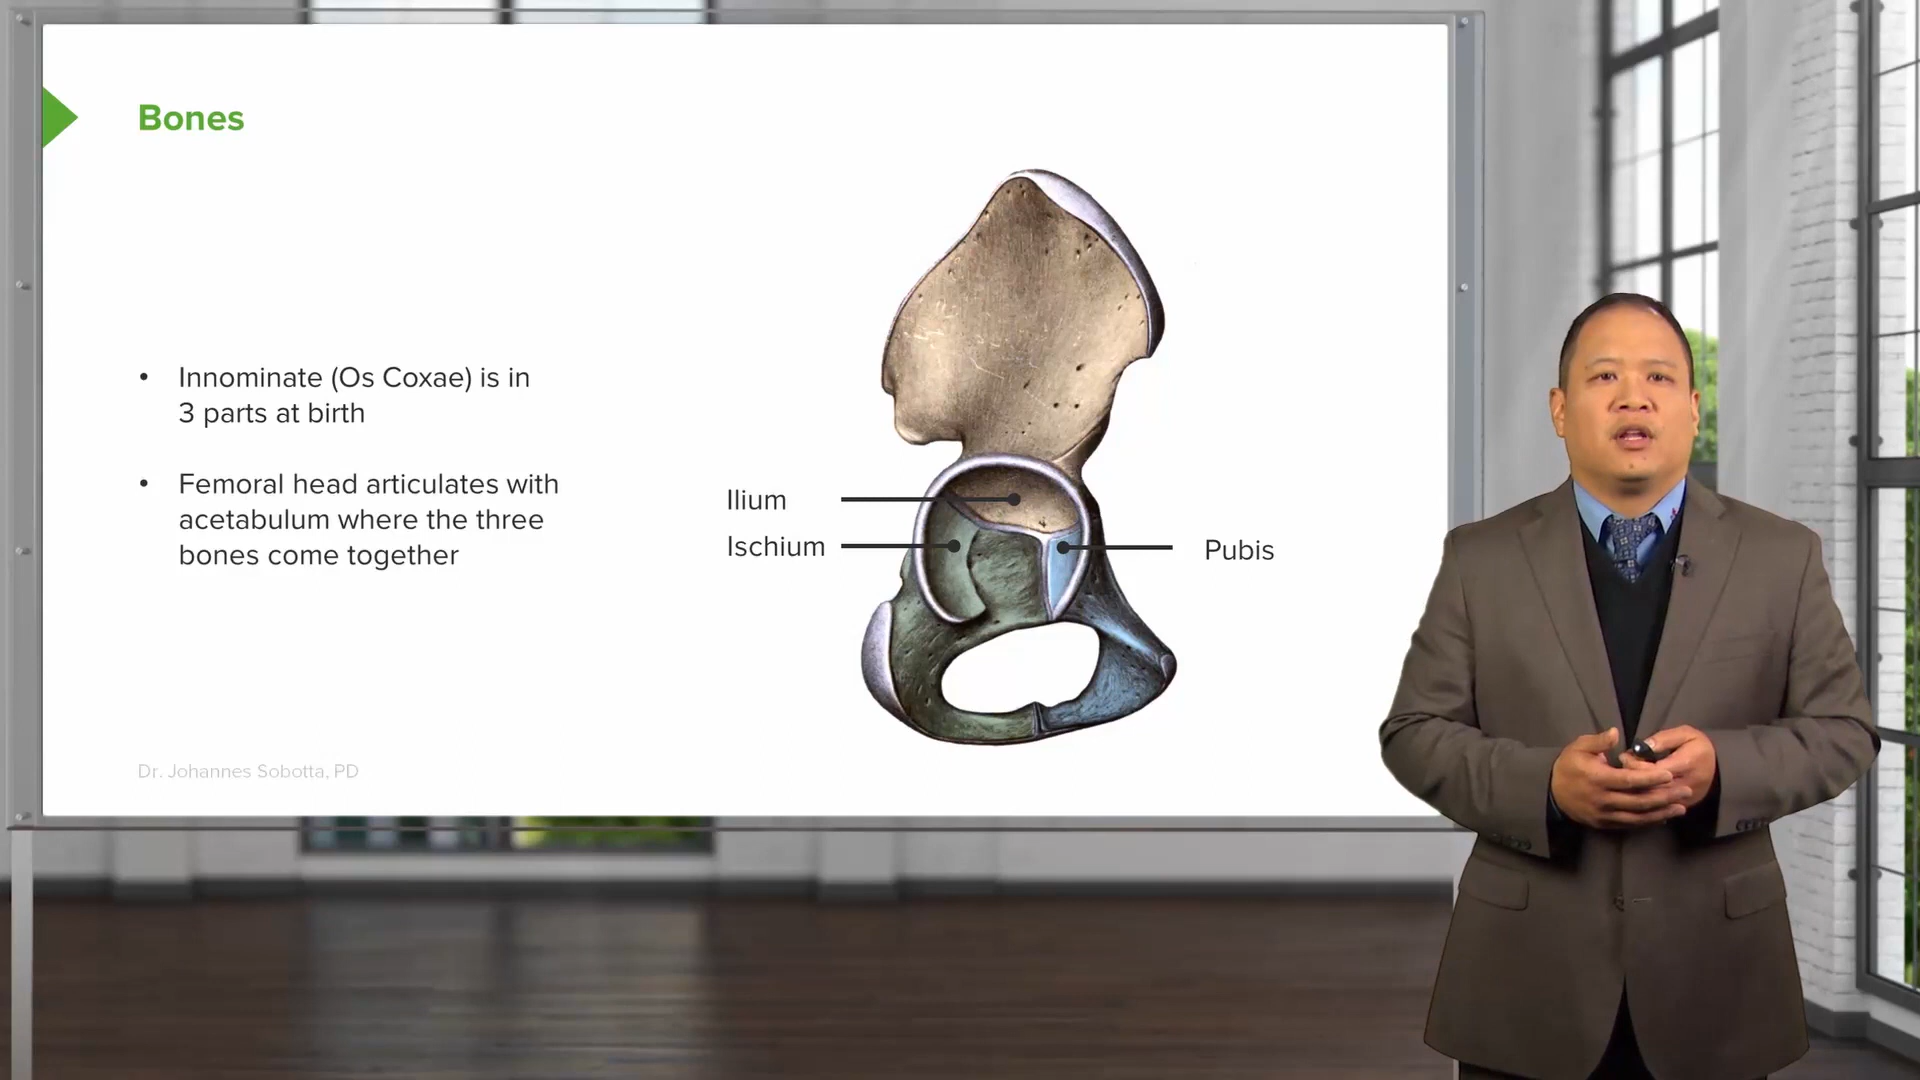 Bones
• Innominate (Os Coxae) is in
3 parts at birth
• Femoral head articulates with
acetabulum where the three
bones come together
Ilium
Ischium
Pubis
Dr. Johannes Sobotta, PD